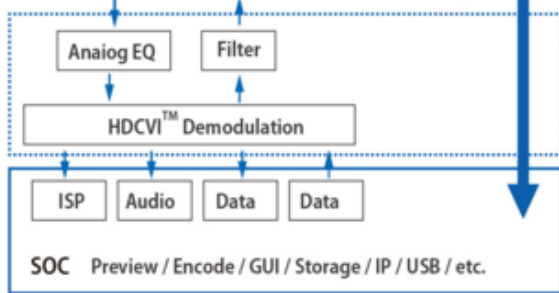 Anaiog EQ Filter
HDCVI™ Demodulation
ISP Audio Data Data
SOC Preview / Encode / GUI / Storage / IP / USB / etc.